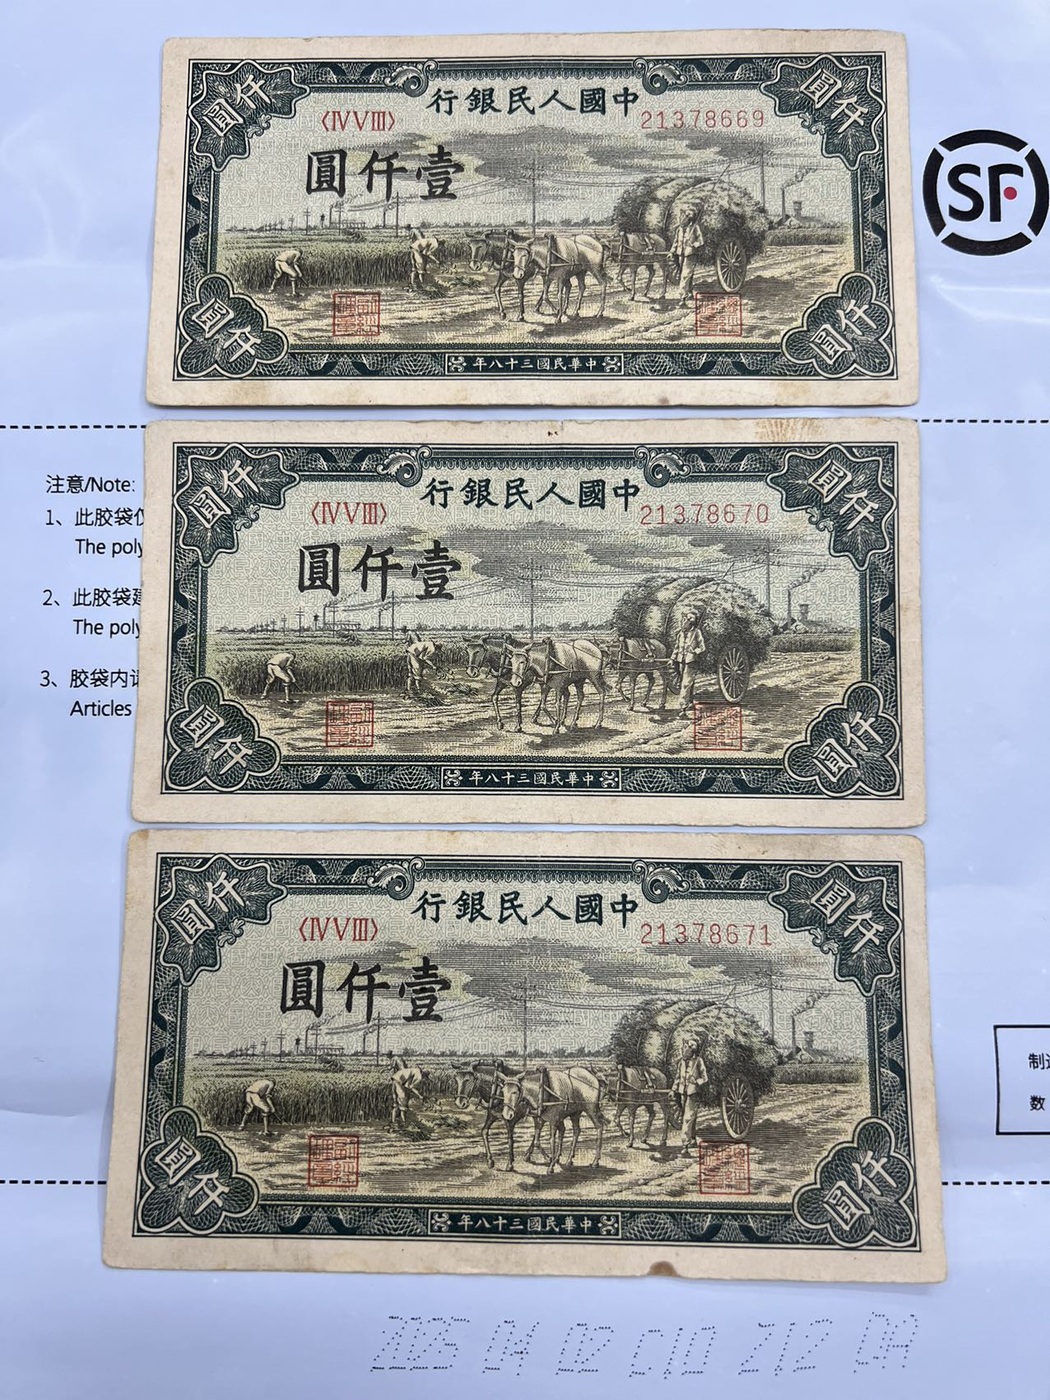 中國人民銀行
〈ⅣⅤⅢ〉
21378669
壹仟圓
仟圓
仟圓
仟圓
仟圓
中華民國三十八年
SF
中國人民銀行
〈ⅣⅤⅢ〉
21378670
壹仟圓
仟圓
仟圓
仟圓
仟圓
中華民國三十八年
注意/Note:
1、此胶袋
The poly
2、此胶袋建
The poly
3、胶袋内
Articles
中國人民銀行
〈ⅣⅤⅢ〉
21378671
壹仟圓
仟圓
仟圓
仟圓
仟圓
中華民國三十八年
制
数